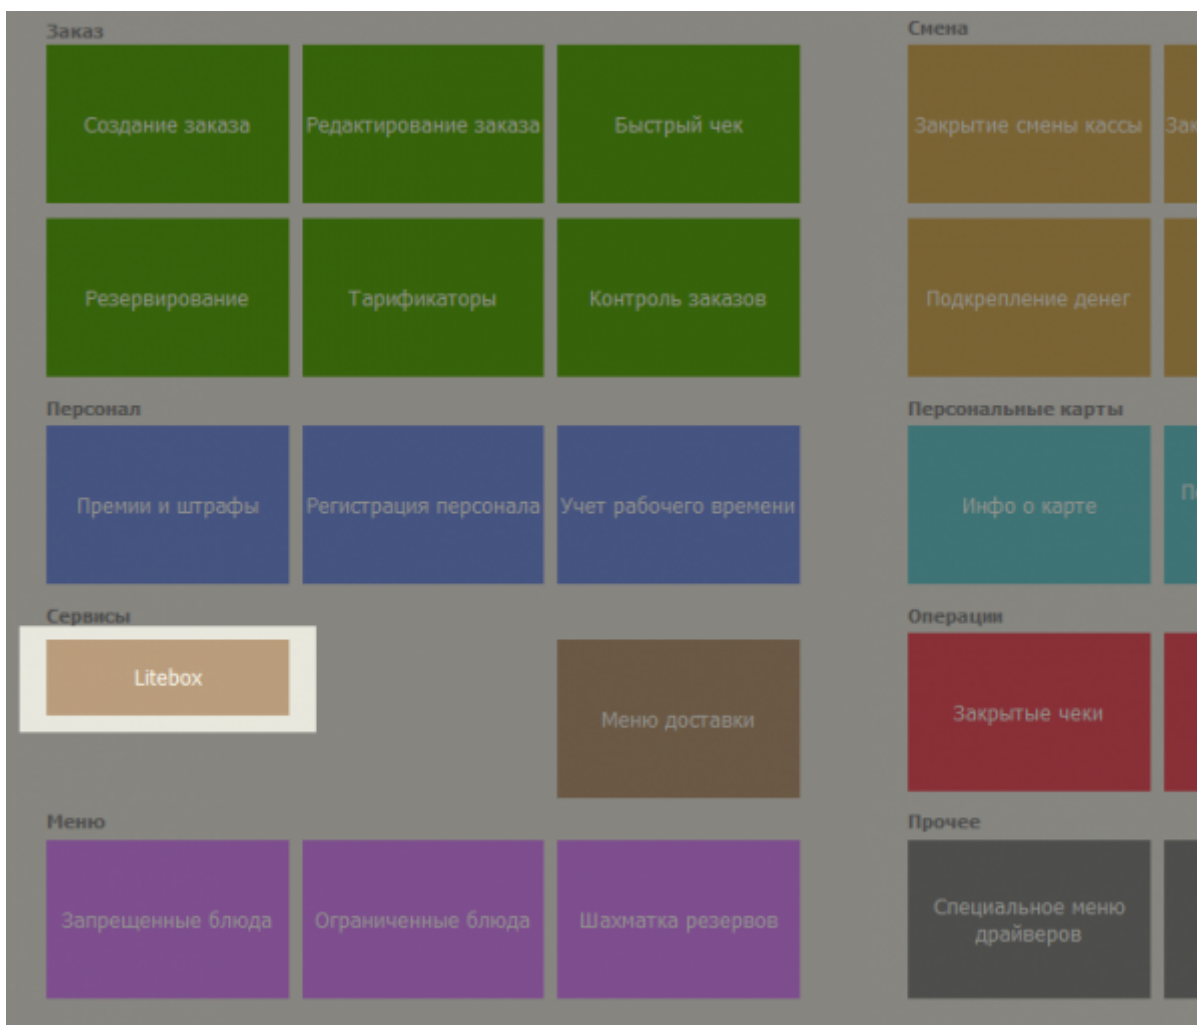 Заказ
Создание заказа
Редактирование заказа
Быстрый чек
Резервирование
Тарификаторы
Контроль заказов
Персонал
Премии и штрафы
Регистрация персонала
Учет рабочего времени
Сервисы
Litebox
Меню доставки
Меню
Запрещенные блюда
Ограниченные блюда
Шахматка резервов
Смена
Закрытие смены кассы
Подкрепление денег
Персональные карты
Инфо о карте
Операции
Закрытые чеки
Прочее
Специальное меню
драйверов